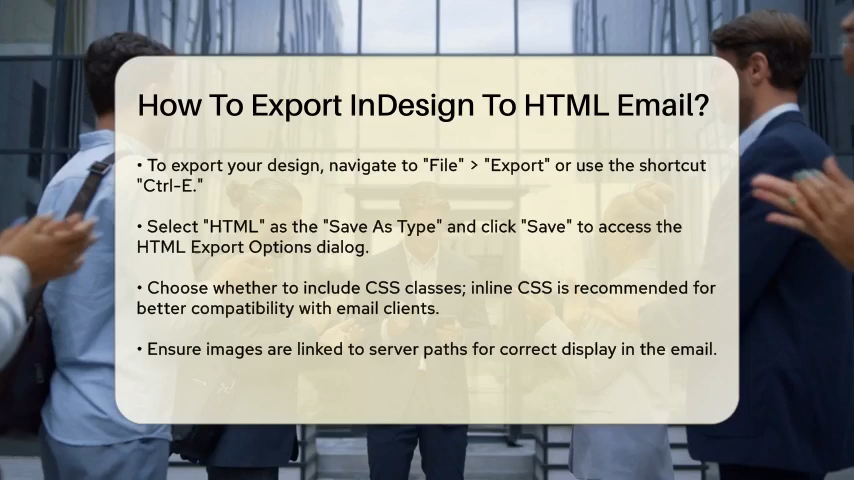 How To Export InDesign To HTML Email?
• To export your design, navigate to "File" > "Export" or use the shortcut
"Ctrl-E."
• Select "HTML" as the "Save As Type" and click "Save" to access the
HTML Export Options dialog.
• Choose whether to include CSS classes; inline CSS is recommended for
better compatibility with email clients.
• Ensure images are linked to server paths for correct display in the email.